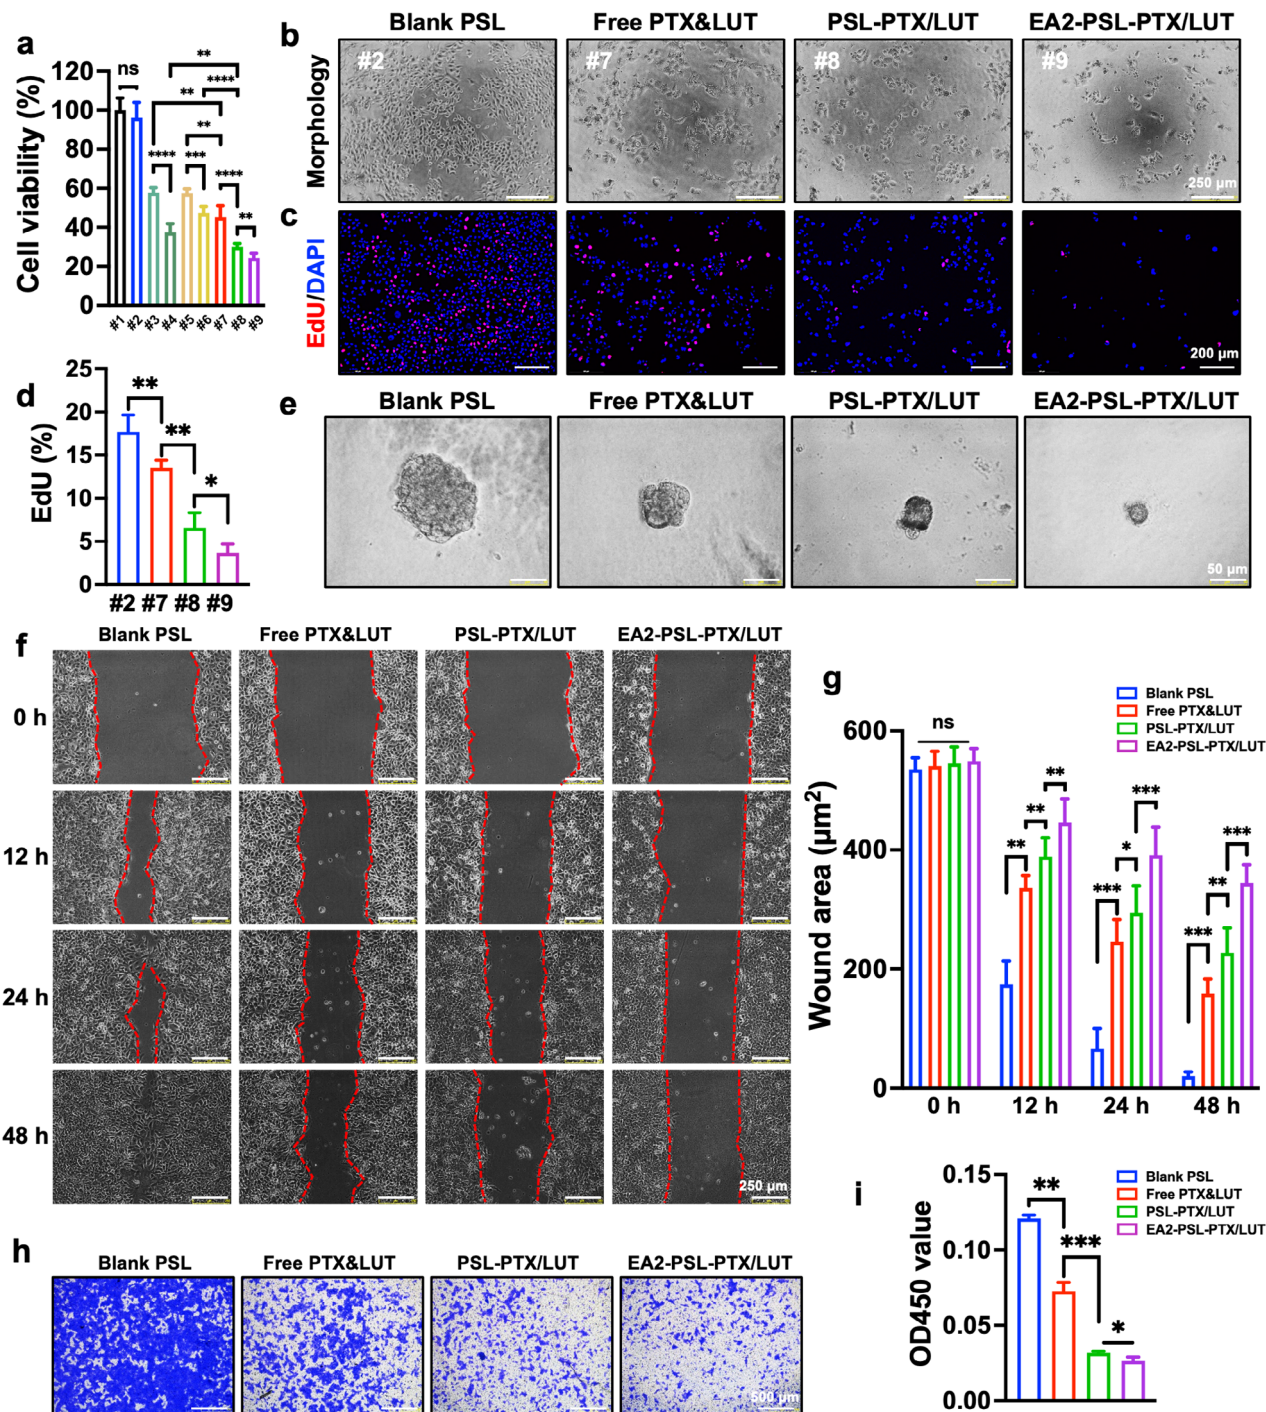 a
Cell viability (%)
120
100
80
60
40
20
0
ns
**
****
**
**
****
***
****
**
#1 #2 #3 #4 #5 #6 #7 #8 #9
b
Blank PSL Free PTX&LUT PSL-PTX/LUT EA2-PSL-PTX/LUT
Morphology
#2 #7 #8 #9
250 µm
c
EdU/DAPI
200 µm
d
EdU (%)
25
20
15
10
5
0
**
**
*
#2 #7 #8 #9
e
Blank PSL Free PTX&LUT PSL-PTX/LUT EA2-PSL-PTX/LUT
50 µm
f
Blank PSL Free PTX&LUT PSL-PTX/LUT EA2-PSL-PTX/LUT
0 h
12 h
24 h
48 h
250 µm
g
Blank PSL
Free PTX&LUT
PSL-PTX/LUT
EA2-PSL-PTX/LUT
Wound area (µm²)
600
400
200
0
ns
** ** **
*** * ***
*** ** ***
0 h 12 h 24 h 48 h
h
Blank PSL Free PTX&LUT PSL-PTX/LUT EA2-PSL-PTX/LUT
500 µm
i
Blank PSL
Free PTX&LUT
PSL-PTX/LUT
EA2-PSL-PTX/LUT
OD450 value
0.15
0.10
0.05
0.00
**
***
*